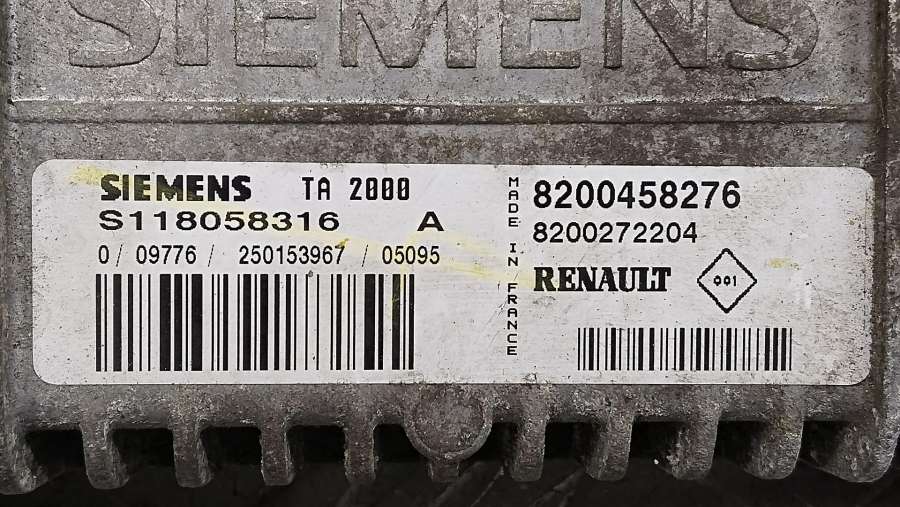 SIEMENS
SIEMENS TA 2000
S118058316 A
0/ 09776 / 250153967 / 05095
MADE IN FRANCE
8200458276
8200272204
RENAULT 001